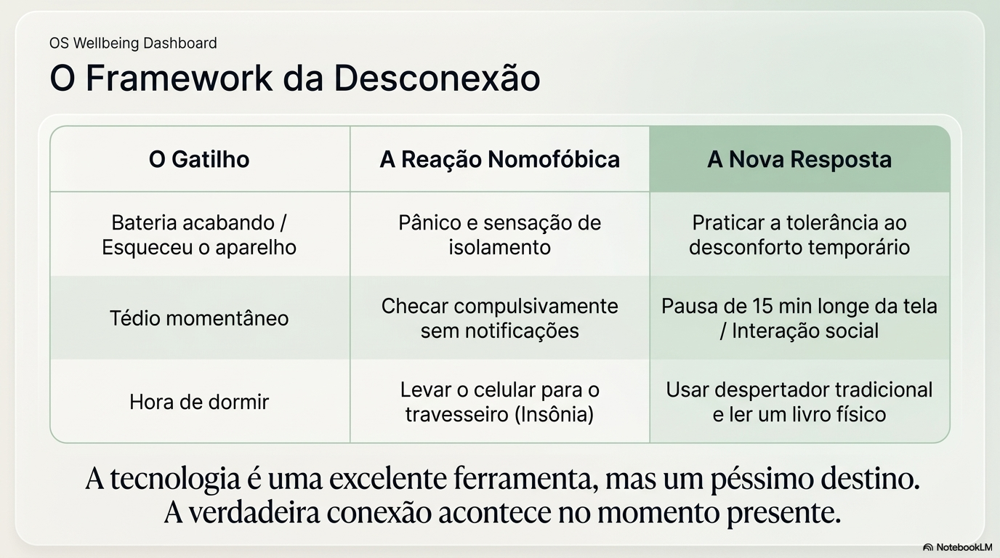 OS Wellbeing Dashboard
O Framework da Desconexão
O Gatilho
A Reação Nomofóbica
A Nova Resposta
Bateria acabando /
Esqueceu o aparelho
Pânico e sensação de
isolamento
Praticar a tolerância ao
desconforto temporário
Tédio momentâneo
Checar compulsivamente
sem notificações
Pausa de 15 min longe da tela
/ Interação social
Hora de dormir
Levar o celular para o
travesseiro (Insônia)
Usar despertador tradicional
e ler um livro físico
A tecnologia é uma excelente ferramenta, mas um péssimo destino.
A verdadeira conexão acontece no momento presente.
NotebookLM